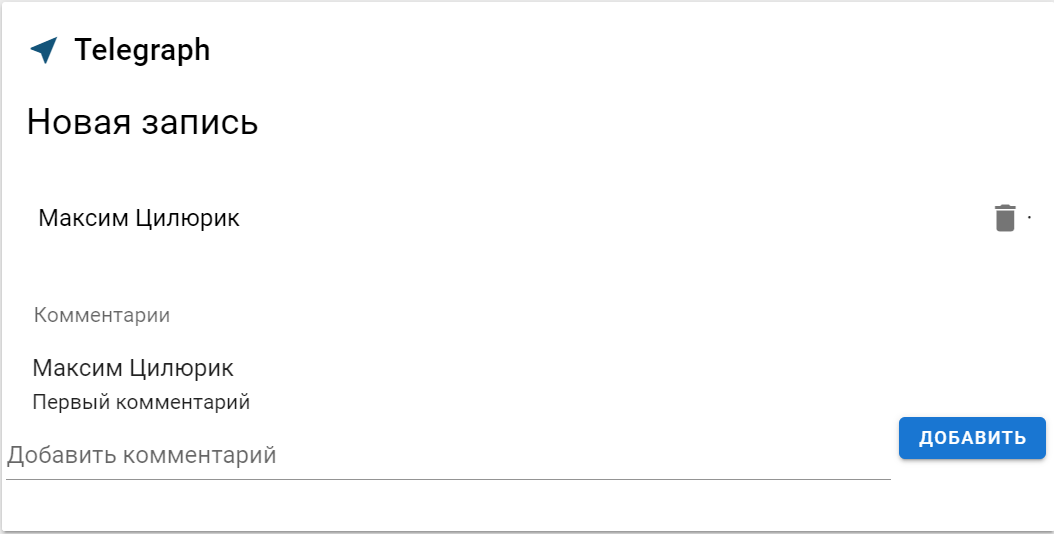 Telegraph
Новая запись
Максим Цилюрик
Комментарии
Максим Цилюрик
Первый комментарий
Добавить комментарий
ДОБАВИТЬ